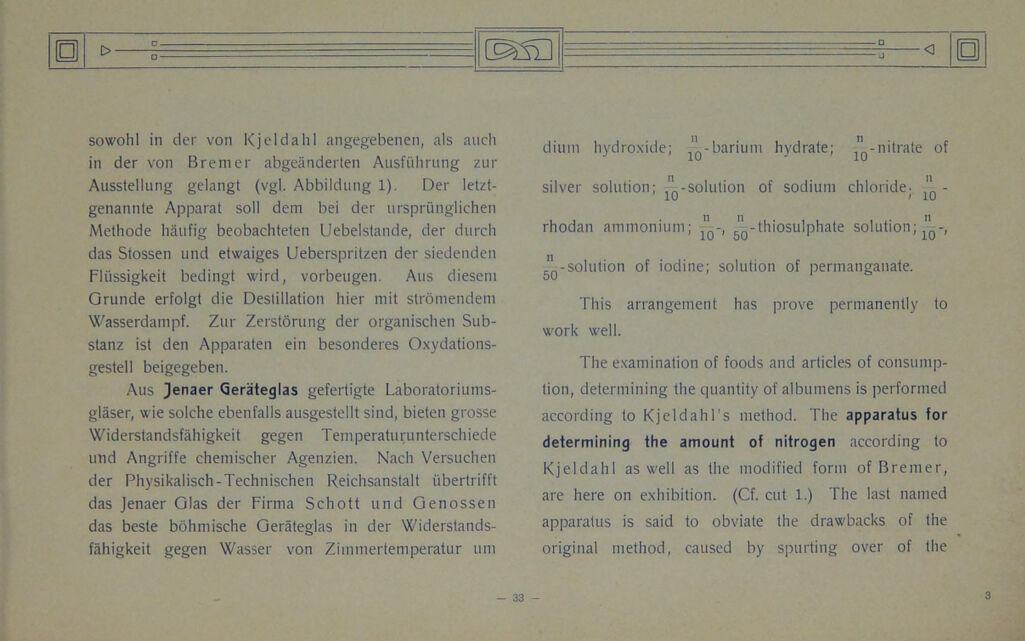 sowohl in der von Kjeldahl angegebenen, als auch
in der von Bremer abgeänderten Ausführung zur
Ausstellung gelangt (vgl. Abbildung 1). Der letzt-
genannte Apparat soll dem bei der ursprünglichen
Methode häufig beobachteten Uebelstande, der durch
das Stossen und etwaiges Ueberspritzen der siedenden
Flüssigkeit bedingt wird, vorbeugen. Aus diesem
Grunde erfolgt die Destillation hier mit strömendem
Wasserdampf. Zur Zerstörung der organischen Sub-
stanz ist den Apparaten ein besonderes Oxydations-
gestell beigegeben.
Aus Jenaer Geräteglas gefertigte Laboratoriums-
gläser, wie solche ebenfalls ausgestellt sind, bieten grosse
Widerstandsfähigkeit gegen Temperaturunterschiede
und Angriffe chemischer Agenzien. Nach Versuchen
der Physikalisch-Technischen Reichsanstalt übertrifft
das Jenaer Glas der Firma Schott und Genossen
das beste böhmische Geräteglas in der Widerstands-
fähigkeit gegen Wasser von Zimmertemperatur um
dium hydroxide; n/10-barium hydrate; n/10-nitrate of
silver solution; n/10-solution of sodium chloride; n/10-
rhodan ammonium; n/10-, n/50-thiosulphate solution; n/10-,
n/50-solution of iodine; solution of permanganate.
This arrangement has prove permanently to
work well.
The examination of foods and articles of consump-
tion, determining the quantity of albumens is performed
according to Kjeldahl's method. The apparatus for
determining the amount of nitrogen according to
Kjeldahl as well as the modified form of Bremer,
are here on exhibition. (Cf. cut 1.) The last named
apparatus is said to obviate the drawbacks of the
original method, caused by spurting over of the
— 33 —
3